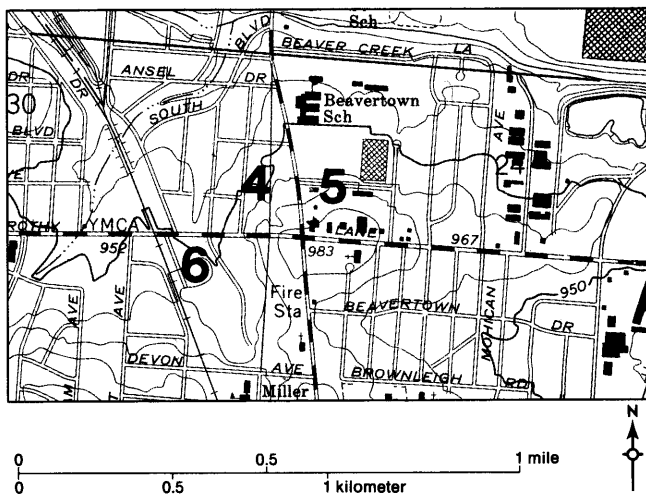 Sch
BLVD
BEAVER CREEK LA
DR
ANSEL DR
DR
SOUTH
Beavertown
Sch
30
BLVD
AVE
24
4 5
YMCA
LANE
952
983
967
6
950
Fire
Sta
BEAVERTOWN
DR
AVE
AVE
MOHICAN
DEVON AVE
BROWNLEIGH RD
Miller
N
0 0.5 1 mile
0 0.5 1 kilometer